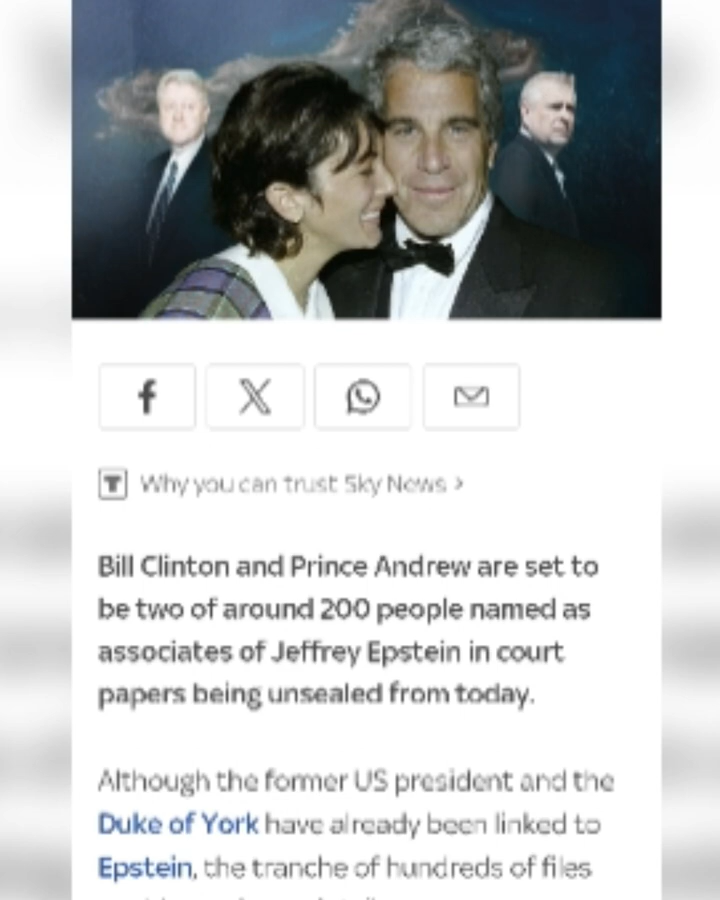 Why you can trust Sky News >
Bill Clinton and Prince Andrew are set to
be two of around 200 people named as
associates of Jeffrey Epstein in court
papers being unsealed from today.
Although the former US president and the
Duke of York have already been linked to
Epstein, the tranche of hundreds of files